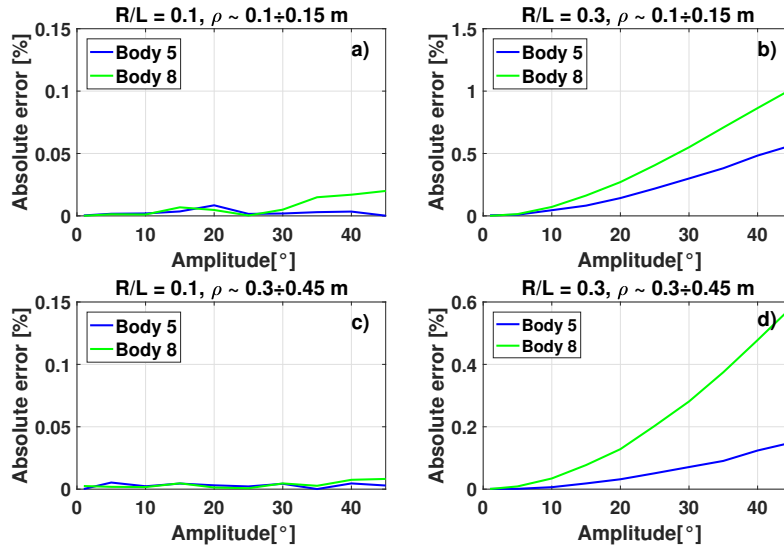 R/L = 0.1, ρ ~ 0.1÷0.15 m
Absolute error [%]
0.15
0.1
0.05
0
a)
Body 5
Body 8
0 10 20 30 40
Amplitude[°]
R/L = 0.3, ρ ~ 0.1÷0.15 m
Absolute error [%]
1.5
1
0.5
0
b)
Body 5
Body 8
0 10 20 30 40
Amplitude[°]
R/L = 0.1, ρ ~ 0.3÷0.45 m
Absolute error [%]
0.15
0.1
0.05
0
c)
Body 5
Body 8
0 10 20 30 40
Amplitude[°]
R/L = 0.3, ρ ~ 0.3÷0.45 m
Absolute error [%]
0.6
0.4
0.2
0
d)
Body 5
Body 8
0 10 20 30 40
Amplitude[°]